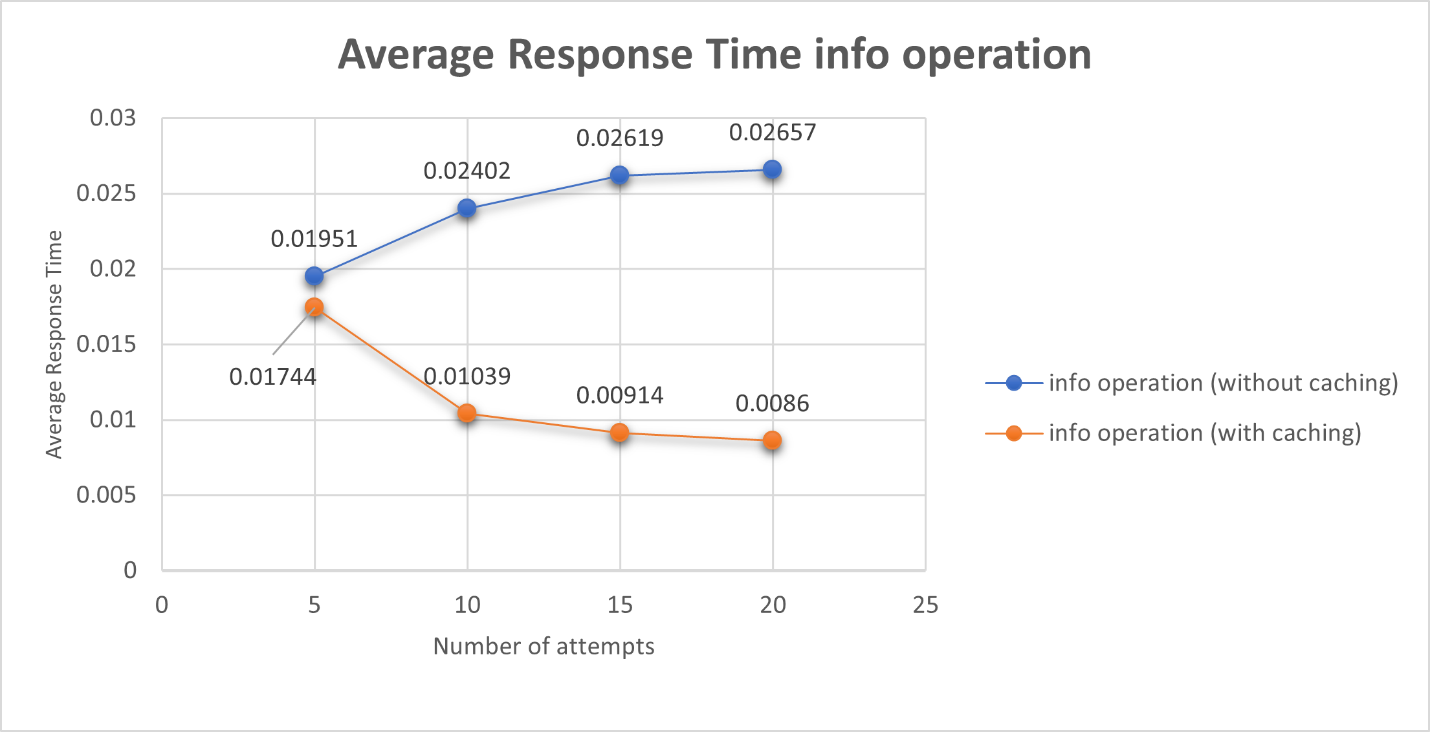 Average Response Time info operation
0.03
0.025
0.02
0.015
0.01
0.005
0
Average Response Time
0.01951
0.02402
0.02619
0.02657
0.01744
0.01039
0.00914
0.0086
0 5 10 15 20 25
Number of attempts
info operation (without caching)
info operation (with caching)